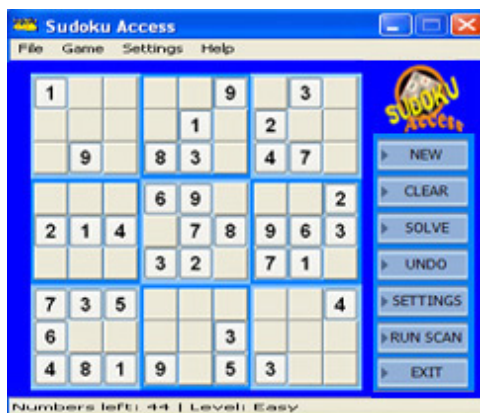 Sudoku Access
File Game Settings Help
1 9 3
1 2
9 8 3 4 7
6 9 2
2 1 4 7 8 9 6 3
3 2 7 1
7 3 5 4
6 3
4 8 1 9 5 3
SUDOKU
Access
NEW
CLEAR
SOLVE
UNDO
SETTINGS
RUN SCAN
EXIT
Numbers left: 44 | Level: Easy